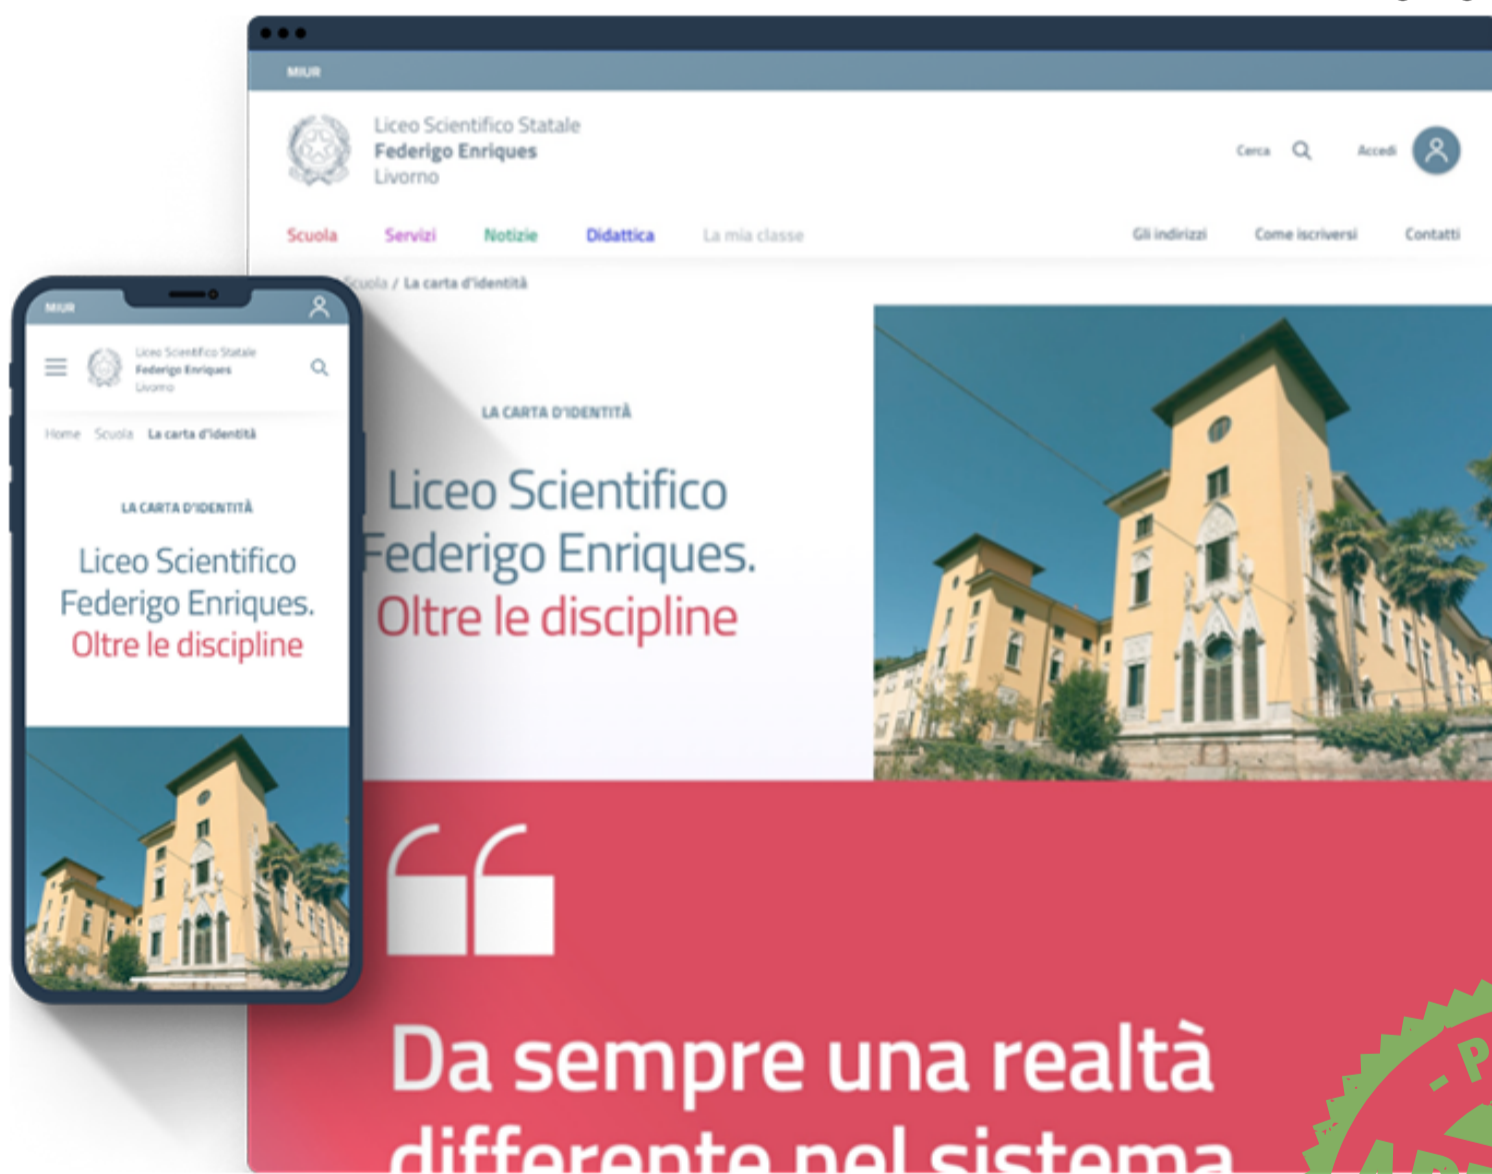 MIUR
Liceo Scientifico Statale
Federigo Enriques
Livorno
Cerca
Accedi
Scuola Servizi Notizie Didattica La mia classe Gli indirizzi Come iscriversi Contatti
Scuola / La carta d'identità
LA CARTA D'IDENTITÀ
Liceo Scientifico
Federigo Enriques.
Oltre le discipline
Da sempre una realtà
differente nel sistema
MIUR
Liceo Scientifico Statale
Federigo Enriques
Livorno
Home Scuola La carta d'identità
LA CARTA D'IDENTITÀ
Liceo Scientifico
Federigo Enriques.
Oltre le discipline